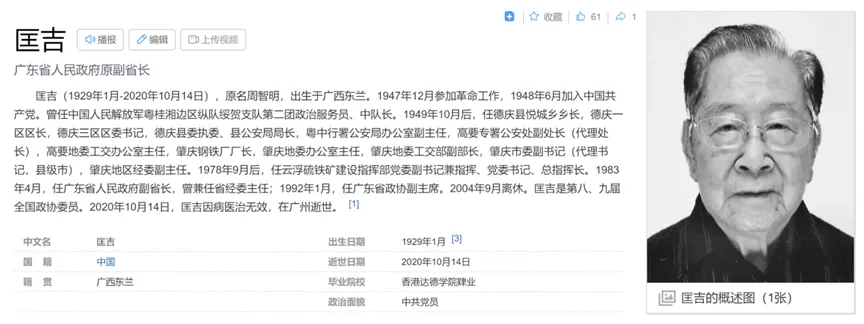 收藏 61 1
匡吉 播报 编辑 上传视频
广东省人民政府原副省长
匡吉（1929年1月-2020年10月14日），原名周智明，出生于广西东兰。1947年12月参加革命工作，1948年6月加入中国共
产党。曾任中国人民解放军粤桂湘边区纵队绥贺支队第二团政治服务员、中队长。1949年10月后，任德庆县悦城乡乡长，德庆一
区区长，德庆三区区委书记，德庆县委执委、县公安局局长，粤中行署公安局办公室副主任，高要专署公安处副处长（代理处
长），高要地委工交办公室主任，肇庆钢铁厂厂长，肇庆地委办公室主任，肇庆地委工交部副部长，肇庆市委副书记（代理书
记，县级市），肇庆地区经委副主任。1978年9月后，任云浮硫铁矿建设指挥部党委副书记兼指挥、党委书记、总指挥长。1983
年4月，任广东省人民政府副省长，曾兼任省经委主任；1992年1月，任广东省政协副主席。2004年9月离休。匡吉是第八、九届
全国政协委员。2020年10月14日，匡吉因病医治无效，在广州逝世。 [1]
中文名 匡吉 出生日期 1929年1月 [3]
国 籍 中国 逝世日期 2020年10月14日
籍 贯 广西东兰 毕业院校 香港达德学院肄业
政治面貌 中共党员
匡吉的概述图（1张）